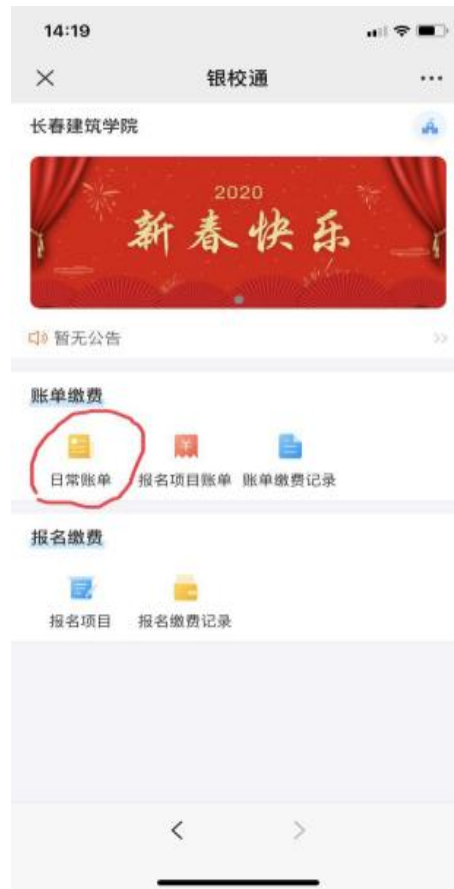 14:19
银校通
长春建筑学院
2020
新春快乐
暂无公告
账单缴费
日常账单 报名项目账单 账单缴费记录
报名缴费
报名项目 报名缴费记录